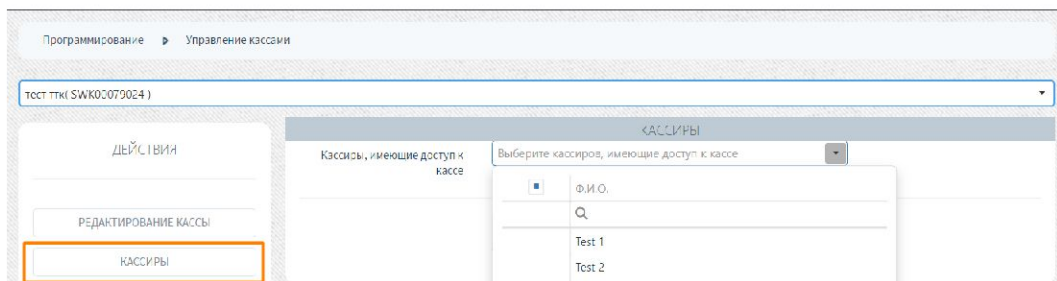 Программирование Управление кассами
тест ттк( SWK00079024 )
ДЕЙСТВИЯ
РЕДАКТИРОВАНИЕ КАССЫ
КАССИРЫ
КАССИРЫ
Кассиры, имеющие доступ к
кассе
Выберите кассиров, имеющие доступ к кассе
Ф.И.О.
Test 1
Test 2